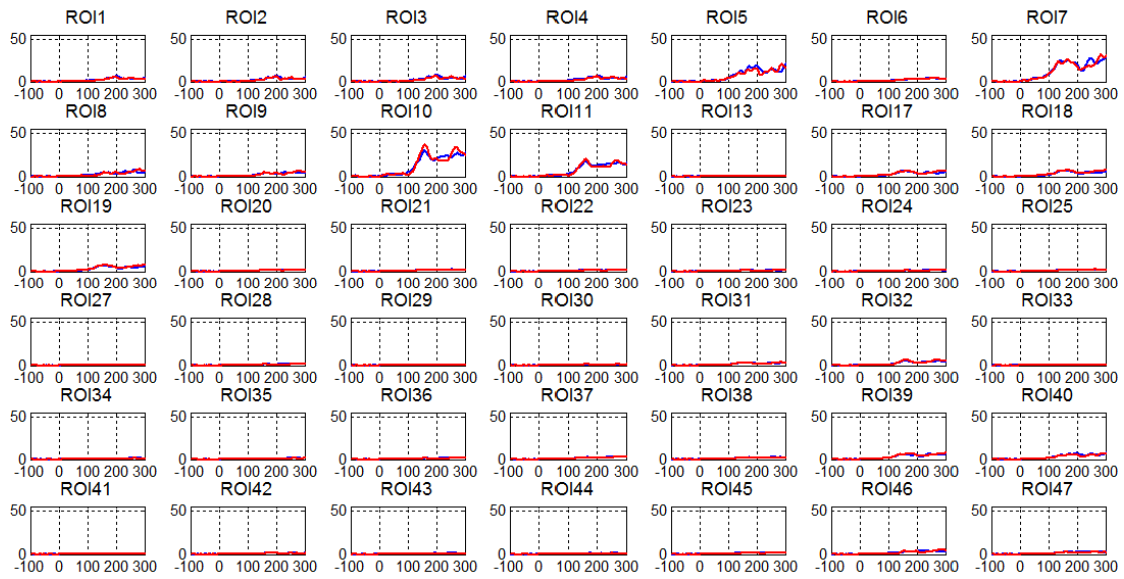 ROI1 ROI2 ROI3 ROI4 ROI5 ROI6 ROI7
50 50 50 50 50 50 50
0 0 0 0 0 0 0
-100 0 100 200 300 -100 0 100 200 300 -100 0 100 200 300 -100 0 100 200 300 -100 0 100 200 300 -100 0 100 200 300 -100 0 100 200 300
ROI8 ROI9 ROI10 ROI11 ROI13 ROI17 ROI18
50 50 50 50 50 50 50
0 0 0 0 0 0 0
-100 0 100 200 300 -100 0 100 200 300 -100 0 100 200 300 -100 0 100 200 300 -100 0 100 200 300 -100 0 100 200 300 -100 0 100 200 300
ROI19 ROI20 ROI21 ROI22 ROI23 ROI24 ROI25
50 50 50 50 50 50 50
0 0 0 0 0 0 0
-100 0 100 200 300 -100 0 100 200 300 -100 0 100 200 300 -100 0 100 200 300 -100 0 100 200 300 -100 0 100 200 300 -100 0 100 200 300
ROI27 ROI28 ROI29 ROI30 ROI31 ROI32 ROI33
50 50 50 50 50 50 50
0 0 0 0 0 0 0
-100 0 100 200 300 -100 0 100 200 300 -100 0 100 200 300 -100 0 100 200 300 -100 0 100 200 300 -100 0 100 200 300 -100 0 100 200 300
ROI34 ROI35 ROI36 ROI37 ROI38 ROI39 ROI40
50 50 50 50 50 50 50
0 0 0 0 0 0 0
-100 0 100 200 300 -100 0 100 200 300 -100 0 100 200 300 -100 0 100 200 300 -100 0 100 200 300 -100 0 100 200 300 -100 0 100 200 300
ROI41 ROI42 ROI43 ROI44 ROI45 ROI46 ROI47
50 50 50 50 50 50 50
0 0 0 0 0 0 0
-100 0 100 200 300 -100 0 100 200 300 -100 0 100 200 300 -100 0 100 200 300 -100 0 100 200 300 -100 0 100 200 300 -100 0 100 200 300